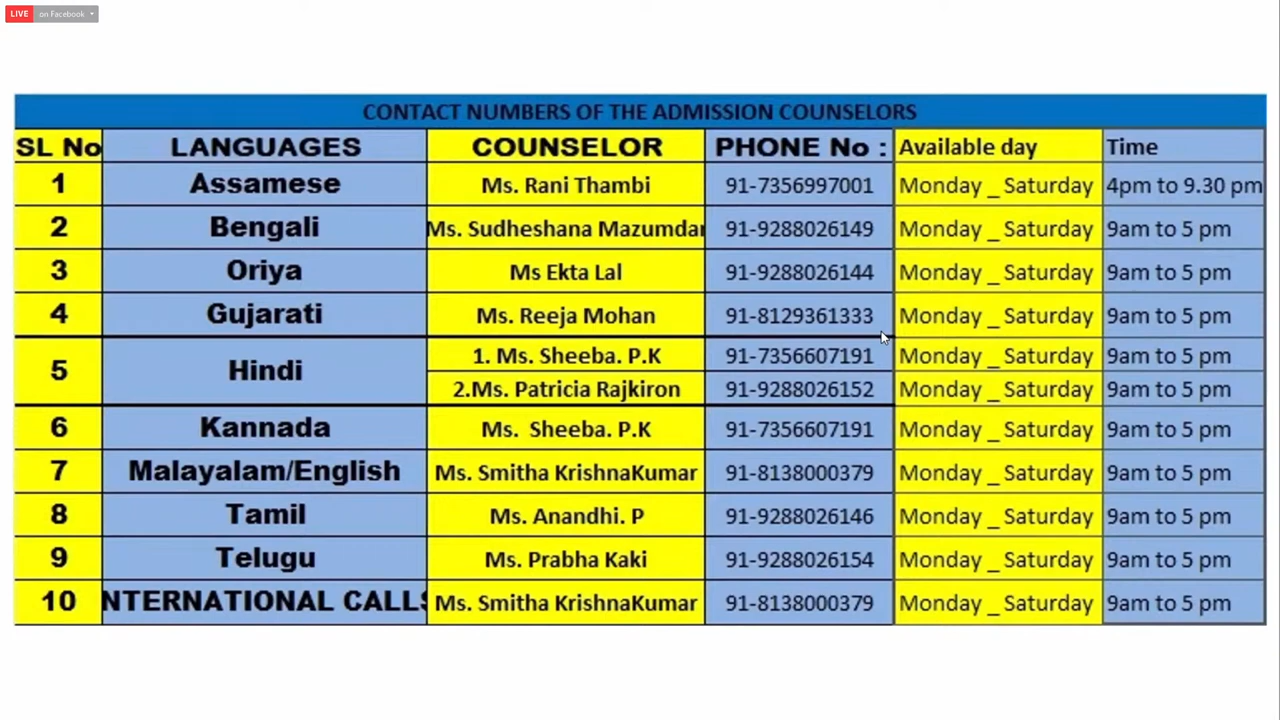 LIVE on Facebook
CONTACT NUMBERS OF THE ADMISSION COUNSELORS
SL No LANGUAGES COUNSELOR PHONE No : Available day Time
1 Assamese Ms. Rani Thambi 91-7356997001 Monday _ Saturday 4pm to 9.30 pm
2 Bengali Ms. Sudheshana Mazumdar 91-9288026149 Monday _ Saturday 9am to 5 pm
3 Oriya Ms Ekta Lal 91-9288026144 Monday _ Saturday 9am to 5 pm
4 Gujarati Ms. Reeja Mohan 91-8129361333 Monday _ Saturday 9am to 5 pm
5 Hindi 1. Ms. Sheeba. P.K 91-7356607191 Monday _ Saturday 9am to 5 pm
2.Ms. Patricia Rajkiron 91-9288026152 Monday _ Saturday 9am to 5 pm
6 Kannada Ms. Sheeba. P.K 91-7356607191 Monday _ Saturday 9am to 5 pm
7 Malayalam/English Ms. Smitha KrishnaKumar 91-8138000379 Monday _ Saturday 9am to 5 pm
8 Tamil Ms. Anandhi. P 91-9288026146 Monday _ Saturday 9am to 5 pm
9 Telugu Ms. Prabha Kaki 91-9288026154 Monday _ Saturday 9am to 5 pm
10 NTERNATIONAL CALLS Ms. Smitha KrishnaKumar 91-8138000379 Monday _ Saturday 9am to 5 pm